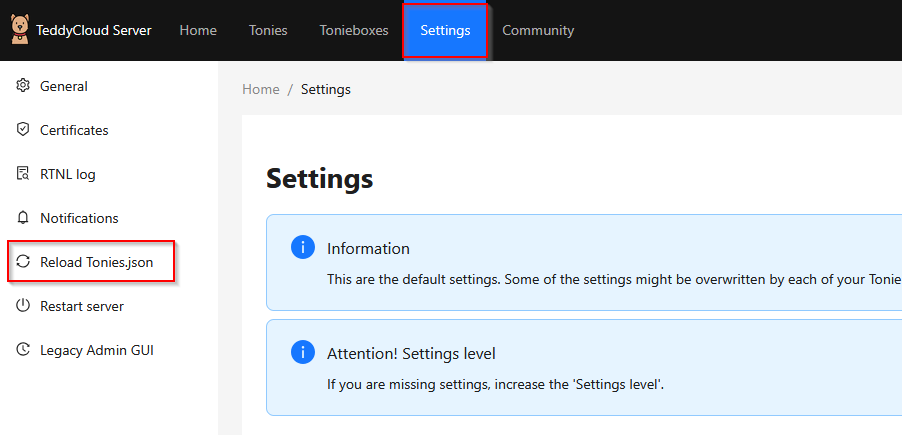 TeddyCloud Server Home Tonies Tonieboxes Settings Community
General
Certificates
RTNL log
Notifications
Reload Tonies.json
Restart server
Legacy Admin GUI
Home / Settings
Settings
Information
This are the default settings. Some of the settings might be overwritten by each of your Tonie
Attention! Settings level
If you are missing settings, increase the 'Settings level'.